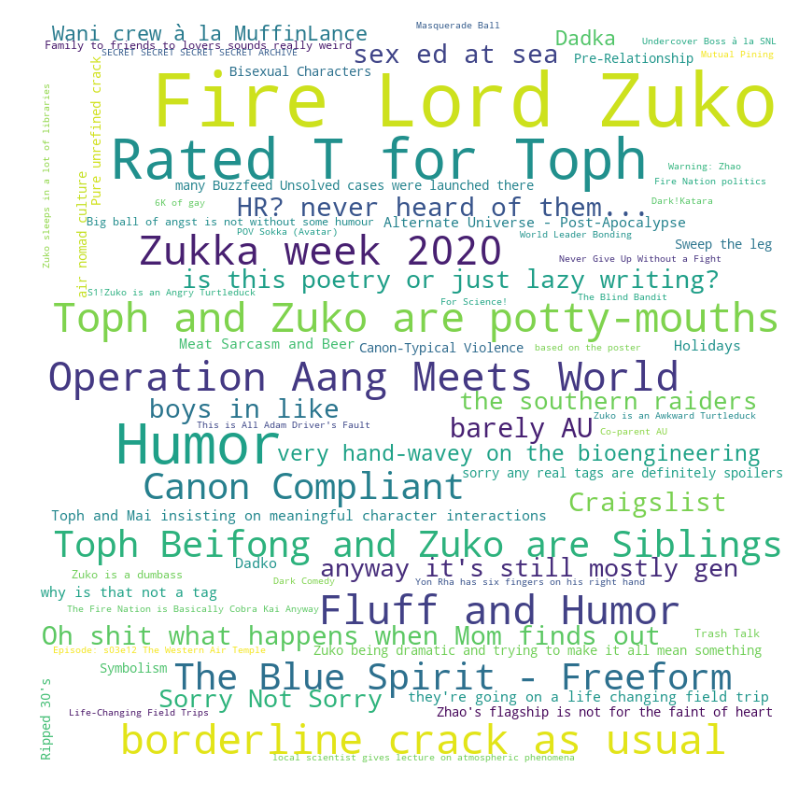 Masquerade Ball
Wani crew à la MuffinLance
Dadka
Undercover Boss á la SNL
Family to friends to lovers sounds really weird
SECRET SECRET SECRET SECRET ARCHIVE
sex ed at sea
Pre-Relationship
Mutual Pining
Bisexual Characters
Fire Lord Zuko
Pure unrefined crack
Zuko sleeps in a lot of libraries
Rated T for Toph
Warning: Zhao
Fire Nation politics
many Buzzfeed Unsolved cases were launched there
air nomad culture
6K of gay
HR? never heard of them...
Dark!Katara
Big ball of angst is not without some humour
Alternate Universe - Post-Apocalypse
POV Sokka (Avatar)
World Leader Bonding
Zukka week 2020
Sweep the leg
Never Give Up Without a Fight
is this poetry or just lazy writing?
S1!Zuko is an Angry Turtleduck
For Science!
The Blind Bandit
Toph and Zuko are potty-mouths
Meat Sarcasm and Beer
Canon-Typical Violence
based on the poster
Holidays
Operation Aang Meets World
boys in like
the southern raiders
This is All Adam Driver's Fault
barely AU
Zuko is an Awkward Turtleduck
Co-parent AU
Humor
very hand-wavey on the bioengineering
sorry any real tags are definitely spoilers
Canon Compliant
Craigslist
Toph and Mai insisting on meaningful character interactions
Toph Beifong and Zuko are Siblings
Dadko
Zuko is a dumbass
anyway it's still mostly gen
Dark Comedy
Yon Rha has six fingers on his right hand
why is that not a tag
The Fire Nation is Basically Cobra Kai Anyway
Fluff and Humor
Oh shit what happens when Mom finds out
Trash Talk
Episode: s03e12 The Western Air Temple
Zuko being dramatic and trying to make it all mean something
Symbolism
The Blue Spirit - Freeform
Ripped 30's
Sorry Not Sorry
they're going on a life changing field trip
Life-Changing Field Trips
Zhao's flagship is not for the faint of heart
borderline crack as usual
local scientist gives lecture on atmospheric phenomena